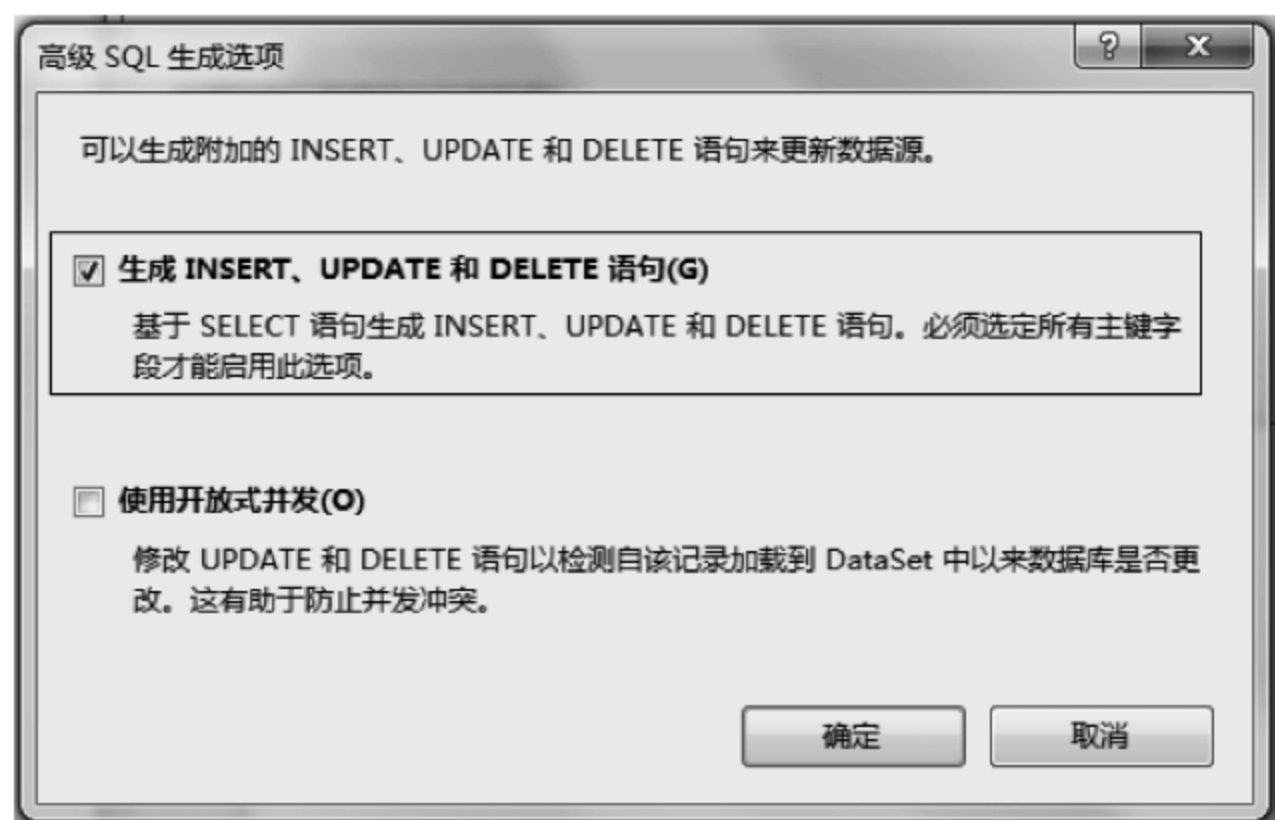 高级 SQL 生成选项
可以生成附加的 INSERT、UPDATE 和 DELETE 语句来更新数据源。
生成 INSERT、UPDATE 和 DELETE 语句(G)
基于 SELECT 语句生成 INSERT、UPDATE 和 DELETE 语句。必须选定所有主键字
段才能启用此选项。
使用开放式并发(O)
修改 UPDATE 和 DELETE 语句以检测自该记录加载到 DataSet 中以来数据库是否更
改。这有助于防止并发冲突。
确定
取消